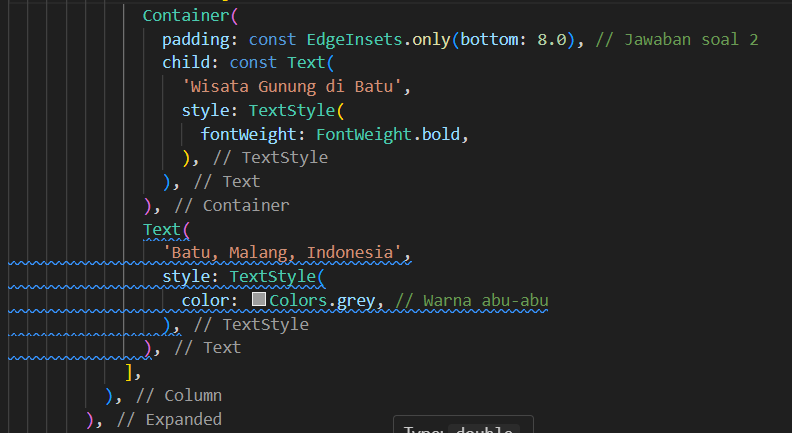 Container(
padding: const EdgeInsets.only(bottom: 8.0), // Jawaban soal 2
child: const Text(
'Wisata Gunung di Batu',
style: TextStyle(
fontWeight: FontWeight.bold,
), // TextStyle
), // Text
), // Container
Text(
'Batu, Malang, Indonesia',
style: TextStyle(
color: Colors.grey, // Warna abu-abu
), // TextStyle
), // Text
],
), // Column
), // Expanded
Type: double